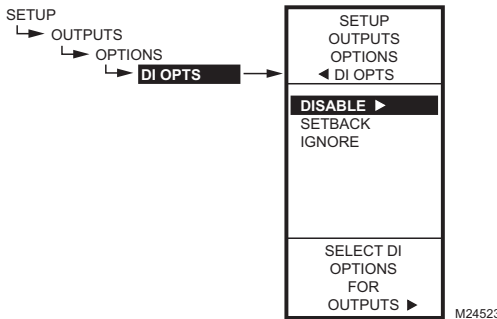 SETUP
OUTPUTS
OPTIONS
DI OPTS
SETUP
OUTPUTS
OPTIONS
◄ DI OPTS
DISABLE ►
SETBACK
IGNORE
SELECT DI
OPTIONS
FOR
OUTPUTS ►
M24523